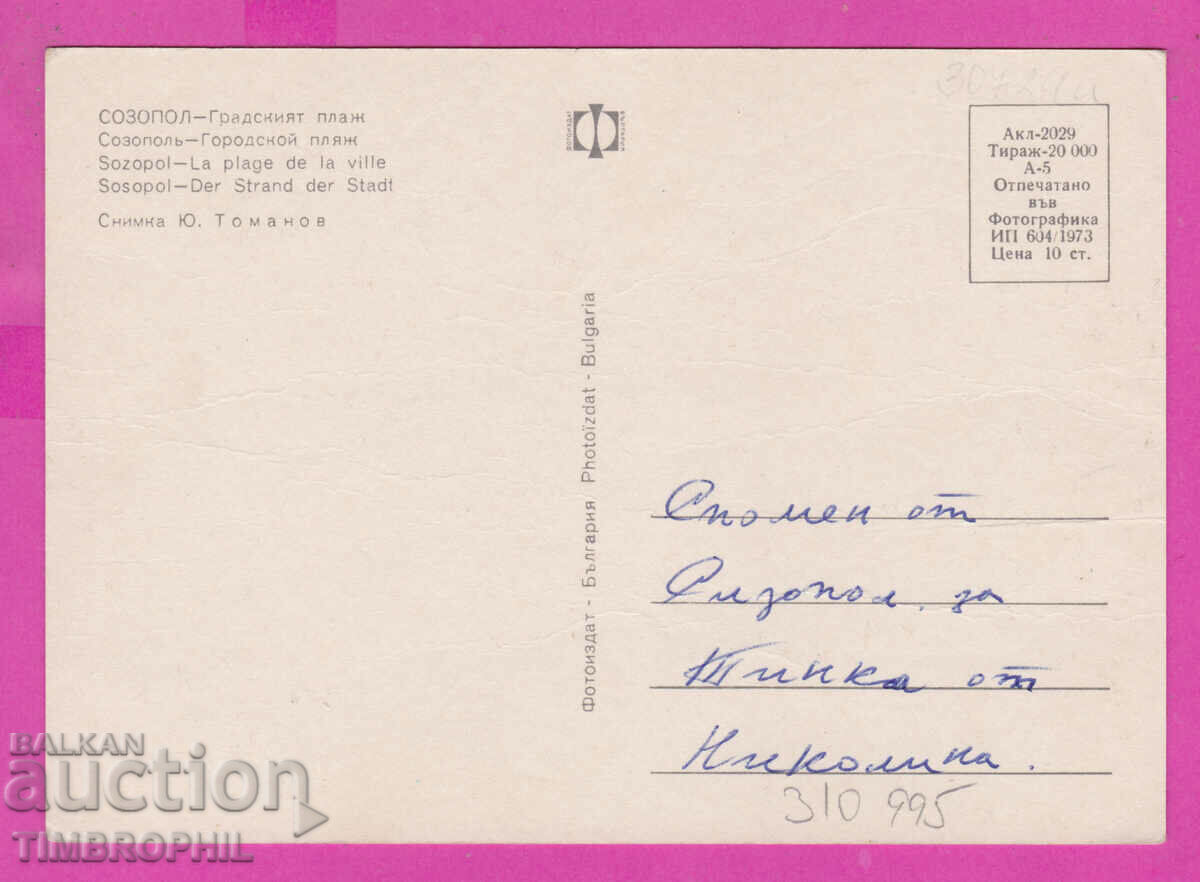 СОЗОПОЛ—Градският плаж
Созополь—Городской пляж
Sozopol—La plage de la ville
Sosopol—Der Strand der Stadt
Снимка Ю. Томанов
Акл-2029
Тираж-20 000
А-5
Отпечатано
във
Фотографика
ИП 604/1973
Цена 10 ст.
Фотоиздат - България Photoïzdat - Bulgaria
Спомен от
Сизопол за
Тинка от
Николина.
310 995
BALKAN
auction
TIMBROPHIL